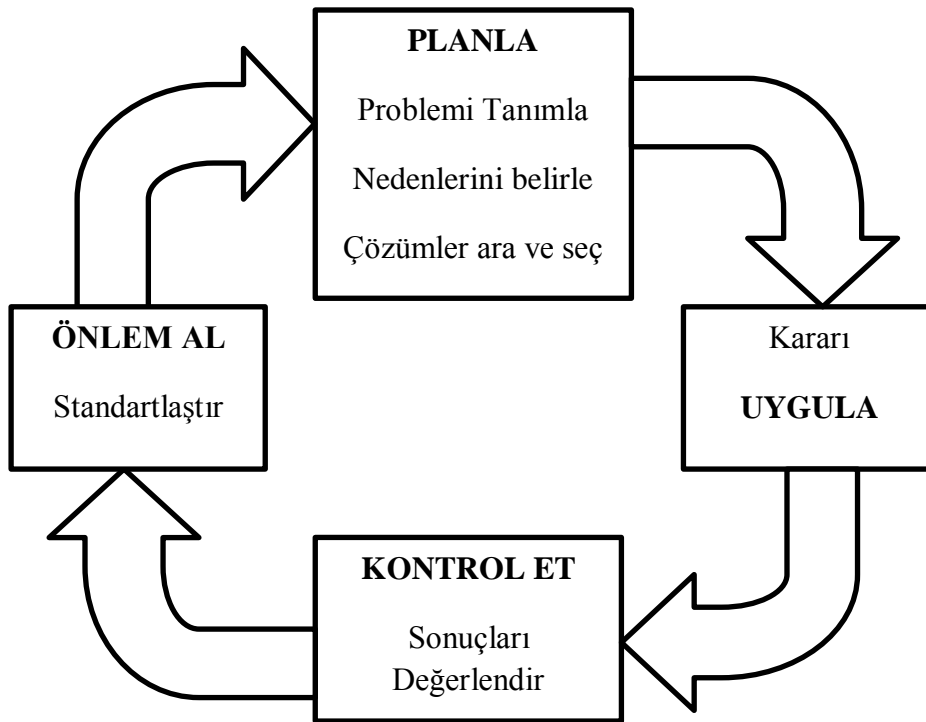 PLANLA
Problemi Tanımla
Nedenlerini belirle
Çözümler ara ve seç
ÖNLEM AL
Standartlaştır
Kararı
UYGULA
KONTROL ET
Sonuçları
Değerlendir